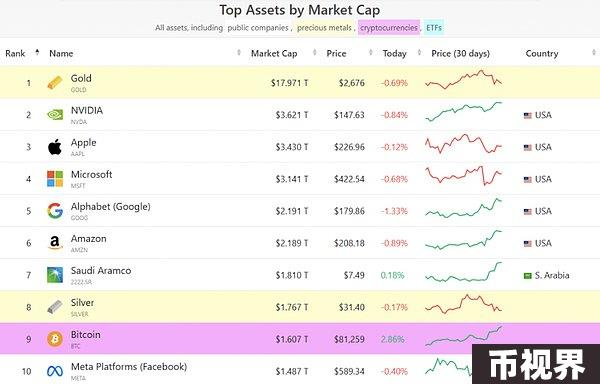 Top Assets by Market Cap
All assets, including public companies , precious metals , cryptocurrencies , ETFs
Rank Name Market Cap Price Today Price (30 days) Country
1 Gold $17.971 T $2,676 -0.69%
GOLD
2 NVIDIA $3.621 T $147.63 -0.84% USA
NVDA
3 Apple $3.430 T $226.96 -0.12% USA
AAPL
4 Microsoft $3.141 T $422.54 -0.68% USA
MSFT
5 Alphabet (Google) $2.191 T $179.86 -1.33% USA
GOOG
6 Amazon $2.189 T $208.18 -0.89% USA
AMZN
7 Saudi Aramco $1.810 T $7.49 0.18% S. Arabia
2222.SR
8 Silver $1.767 T $31.40 -0.17%
SILVER
9 Bitcoin $1.607 T $81,259 2.86%
BTC
10 Meta Platforms (Facebook) $1.487 T $589.34 -0.40%
META
币视界